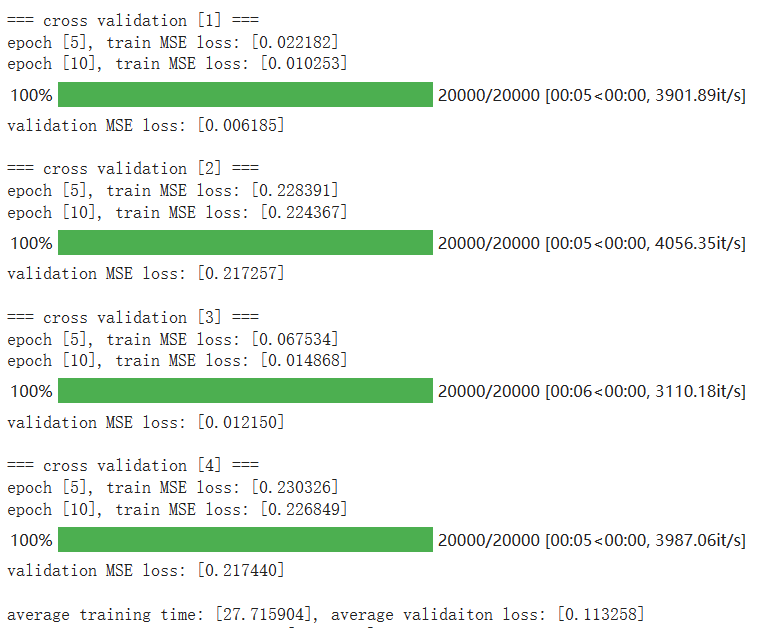 === cross validation [1] ===
epoch [5], train MSE loss: [0.022182]
epoch [10], train MSE loss: [0.010253]
100% 20000/20000 [00:05<00:00, 3901.89it/s]
validation MSE loss: [0.006185]
=== cross validation [2] ===
epoch [5], train MSE loss: [0.228391]
epoch [10], train MSE loss: [0.224367]
100% 20000/20000 [00:05<00:00, 4056.35it/s]
validation MSE loss: [0.217257]
=== cross validation [3] ===
epoch [5], train MSE loss: [0.067534]
epoch [10], train MSE loss: [0.014868]
100% 20000/20000 [00:06<00:00, 3110.18it/s]
validation MSE loss: [0.012150]
=== cross validation [4] ===
epoch [5], train MSE loss: [0.230326]
epoch [10], train MSE loss: [0.226849]
100% 20000/20000 [00:05<00:00, 3987.06it/s]
validation MSE loss: [0.217440]
average training time: [27.715904], average validaiton loss: [0.113258]